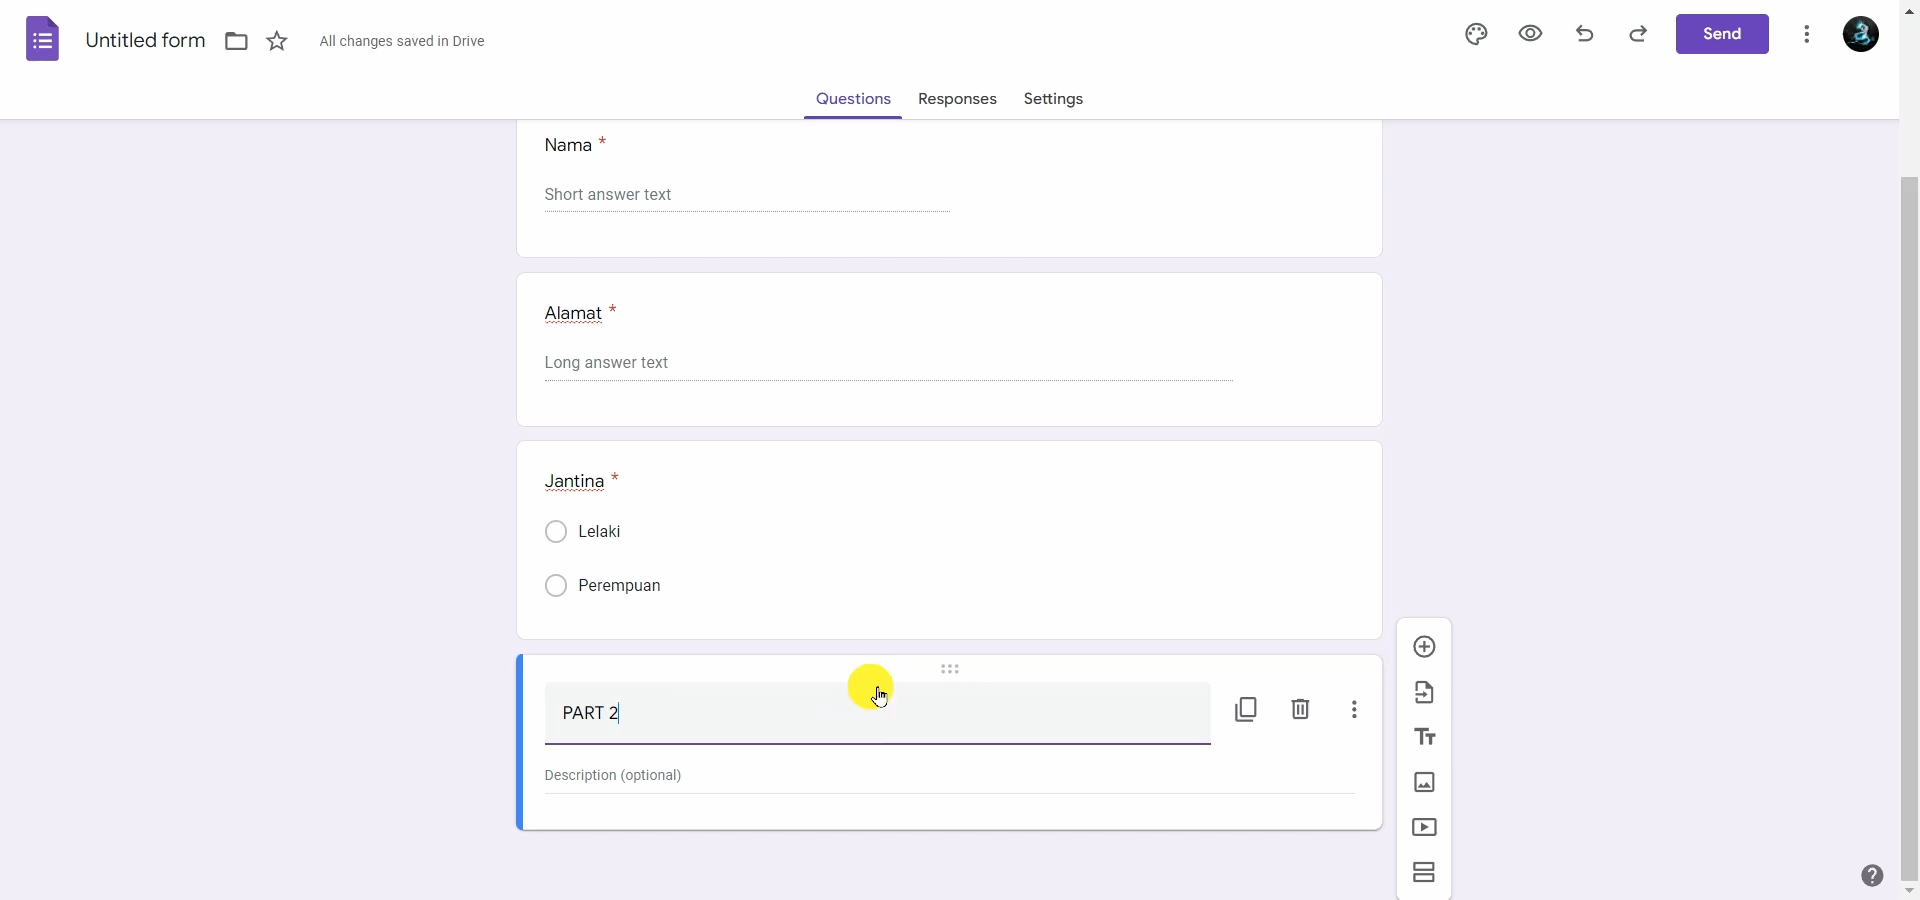 Untitled form
All changes saved in Drive
Send
Questions Responses Settings
Nama *
Short answer text
Alamat *
Long answer text
Jantina *
Lelaki
Perempuan
PART 2
Tт
Description (optional)
?